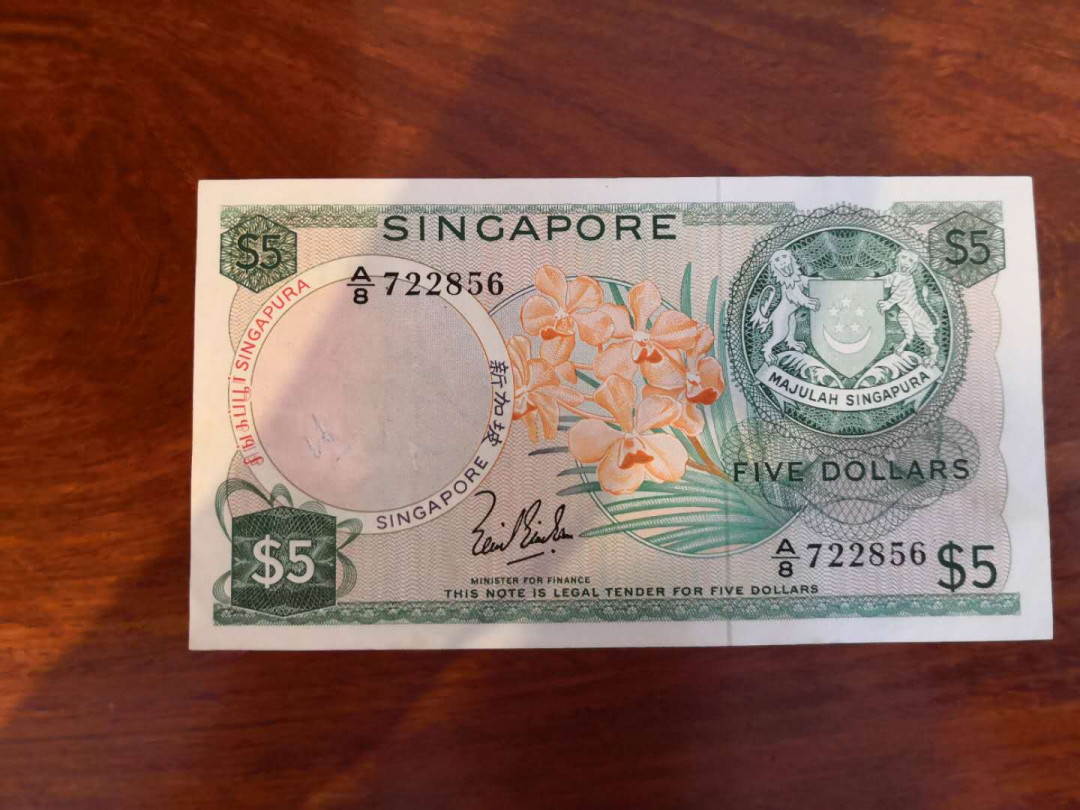 SINGAPORE
$5
$5
A/8 722856
சிங்கப்பூர் SINGAPURA
新加坡
SINGAPORE
MAJULAH SINGAPURA
FIVE DOLLARS
A/8 722856
$5
$5
MINISTER FOR FINANCE
THIS NOTE IS LEGAL TENDER FOR FIVE DOLLARS